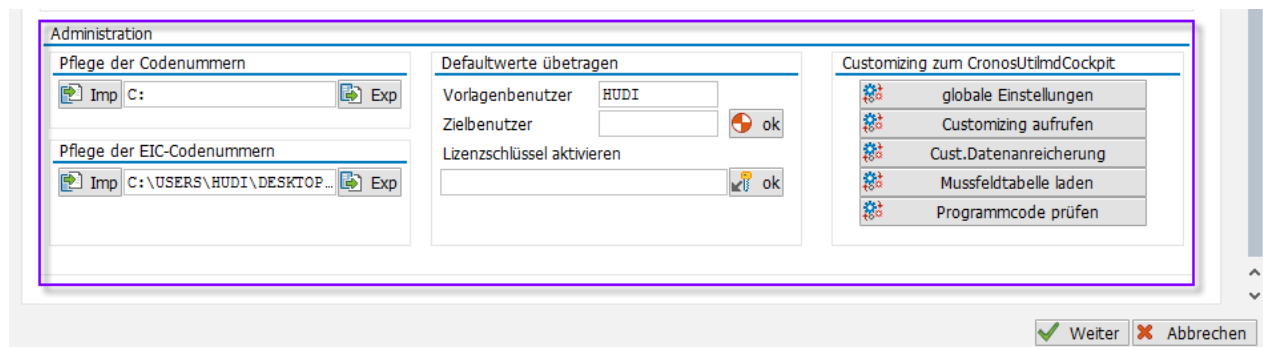 Administration
Pflege der Codenummern
Imp C: Exp
Pflege der EIC-Codenummern
Imp C:\USERS\HUDI\DESKTOP… Exp
Defaultwerte übetragen
Vorlagenbenutzer HUDI
Zielbenutzer ok
Lizenzschlüssel aktivieren
ok
Customizing zum CronosUtilmdCockpit
globale Einstellungen
Customizing aufrufen
Cust.Datenanreicherung
Mussfeldtabelle laden
Programmcode prüfen
Weiter Abbrechen